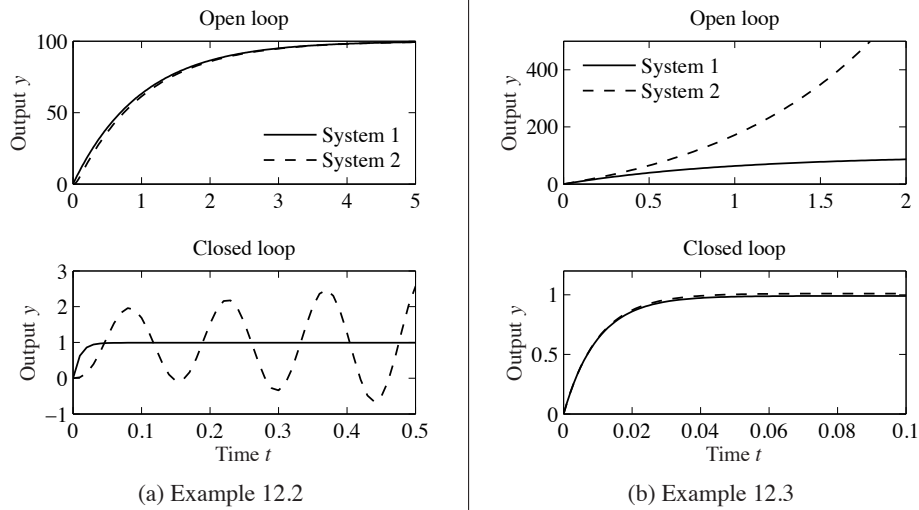 Open loop
100
50
0
Output y
System 1
System 2
0 1 2 3 4 5
Closed loop
3
2
1
0
−1
Output y
0 0.1 0.2 0.3 0.4 0.5
Time t
(a) Example 12.2
Open loop
400
200
0
Output y
System 1
System 2
0 0.5 1 1.5 2
Closed loop
1
0.5
0
Output y
0 0.02 0.04 0.06 0.08 0.1
Time t
(b) Example 12.3